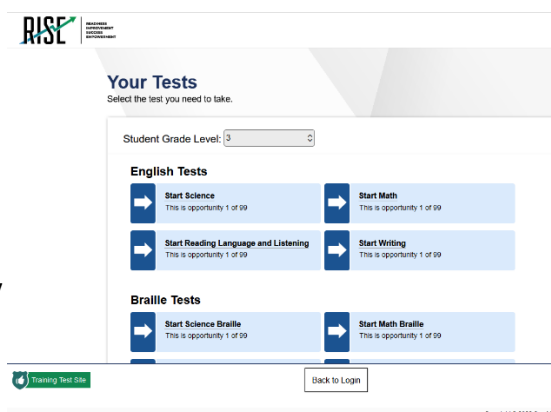 RISE
READINESS
IMPROVEMENT
SUCCESS
EMPOWERMENT
Your Tests
Select the test you need to take.
Student Grade Level: 3
English Tests
Start Science
This is opportunity 1 of 99
Start Math
This is opportunity 1 of 99
Start Reading Language and Listening
This is opportunity 1 of 99
Start Writing
This is opportunity 1 of 99
Braille Tests
Start Science Braille
This is opportunity 1 of 99
Start Math Braille
This is opportunity 1 of 99
Training Test Site
Back to Login